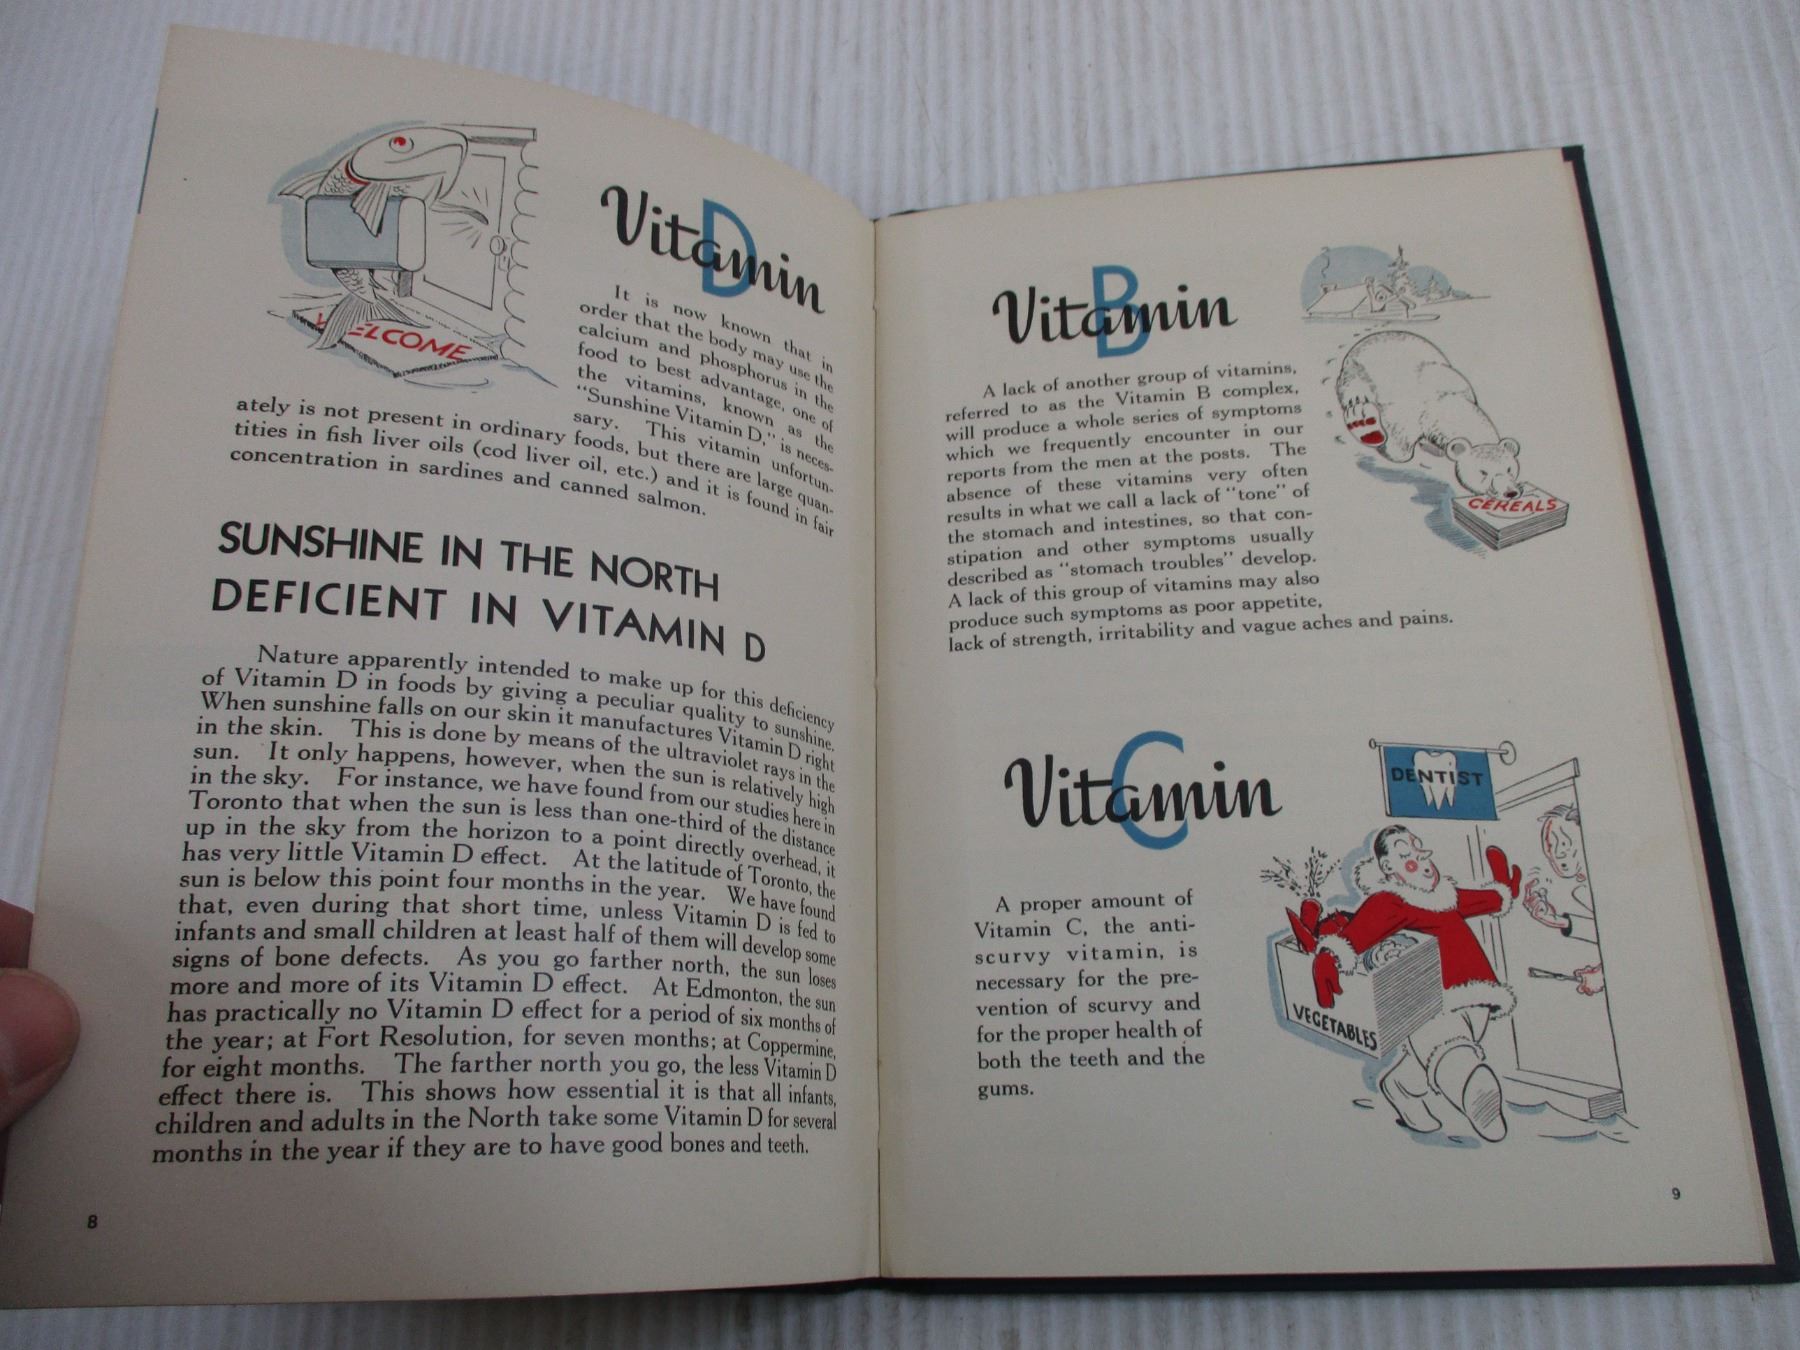 WELCOME
Vitamin D
It is now known that in
order that the body may use the
calcium and phosphorus in the
food to best advantage, one of
the vitamins, known as the
"Sunshine Vitamin D," is neces-
sary. This vitamin unfortun-
ately is not present in ordinary foods, but there are large quan-
tities in fish liver oils (cod liver oil, etc.) and it is found in fair
concentration in sardines and canned salmon.
SUNSHINE IN THE NORTH
DEFICIENT IN VITAMIN D
Nature apparently intended to make up for this deficiency
of Vitamin D in foods by giving a peculiar quality to sunshine.
When sunshine falls on our skin it manufactures Vitamin D right
in the skin. This is done by means of the ultraviolet rays in the
sun. It only happens, however, when the sun is relatively high
in the sky. For instance, we have found from our studies here in
Toronto that when the sun is less than one-third of the distance
up in the sky from the horizon to a point directly overhead, it
has very little Vitamin D effect. At the latitude of Toronto, the
sun is below this point four months in the year. We have found
that, even during that short time, unless Vitamin D is fed to
infants and small children at least half of them will develop some
signs of bone defects. As you go farther north, the sun loses
more and more of its Vitamin D effect. At Edmonton, the sun
has practically no Vitamin D effect for a period of six months of
the year; at Fort Resolution, for seven months; at Coppermine,
for eight months. The farther north you go, the less Vitamin D
effect there is. This shows how essential it is that all infants,
children and adults in the North take some Vitamin D for several
months in the year if they are to have good bones and teeth.
8
Vitamin B
A lack of another group of vitamins,
referred to as the Vitamin B complex,
will produce a whole series of symptoms
which we frequently encounter in our
reports from the men at the posts. The
absence of these vitamins very often
results in what we call a lack of "tone" of
the stomach and intestines, so that con-
stipation and other symptoms usually
described as "stomach troubles" develop.
A lack of this group of vitamins may also
produce such symptoms as poor appetite,
lack of strength, irritability and vague aches and pains.
CEREALS
Vitamin C
A proper amount of
Vitamin C, the anti-
scurvy vitamin, is
necessary for the pre-
vention of scurvy and
for the proper health of
both the teeth and the
gums.
DENTIST
VEGETABLES
9